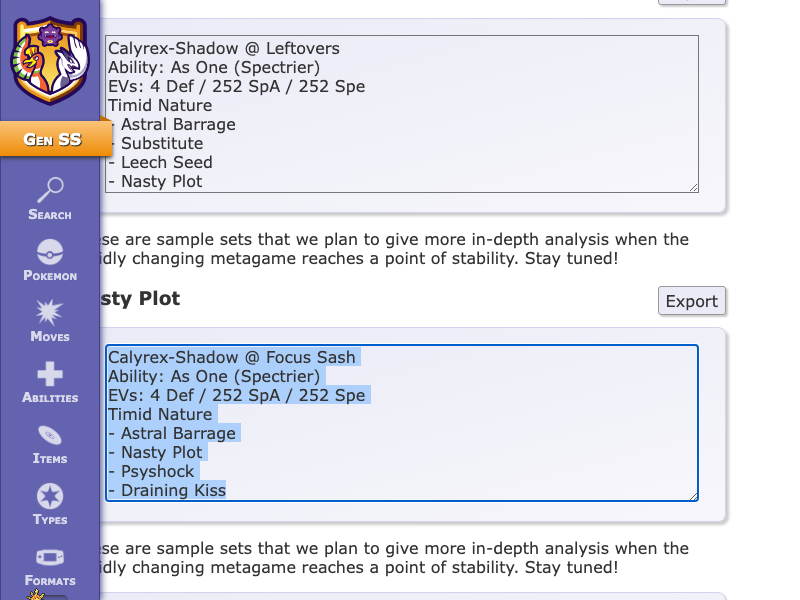 Calyrex-Shadow @ Leftovers
Ability: As One (Spectrier)
EVs: 4 Def / 252 SpA / 252 Spe
Timid Nature
- Astral Barrage
- Substitute
- Leech Seed
- Nasty Plot
ese are sample sets that we plan to give more in-depth analysis when the
idly changing metagame reaches a point of stability. Stay tuned!
sty Plot
Export
Calyrex-Shadow @ Focus Sash
Ability: As One (Spectrier)
EVs: 4 Def / 252 SpA / 252 Spe
Timid Nature
- Astral Barrage
- Nasty Plot
- Psyshock
- Draining Kiss
ese are sample sets that we plan to give more in-depth analysis when the
idly changing metagame reaches a point of stability. Stay tuned!
Gen SS
Search
Pokemon
Moves
Abilities
Items
Types
Formats